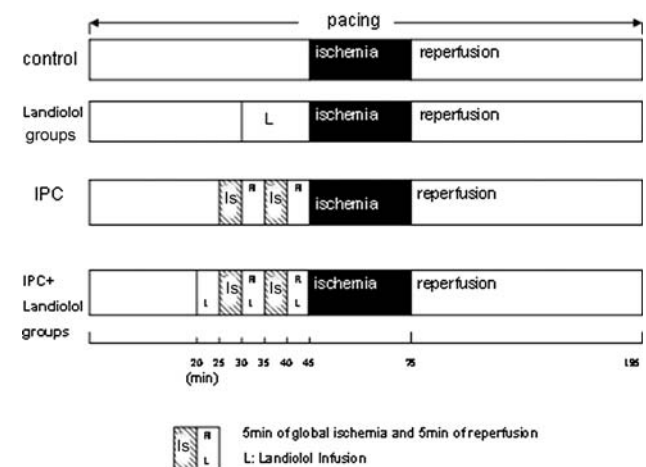 pacing
control ischemia reperfusion
Landiolol groups L ischemia reperfusion
IPC Is R Is R ischemia reperfusion
IPC+ Landiolol groups L Is R L Is R L ischemia reperfusion
20 25 30 35 40 45 75 195
(min)
Is R L 5min of global ischemia and 5min of reperfusion
L: Landiolol Infusion